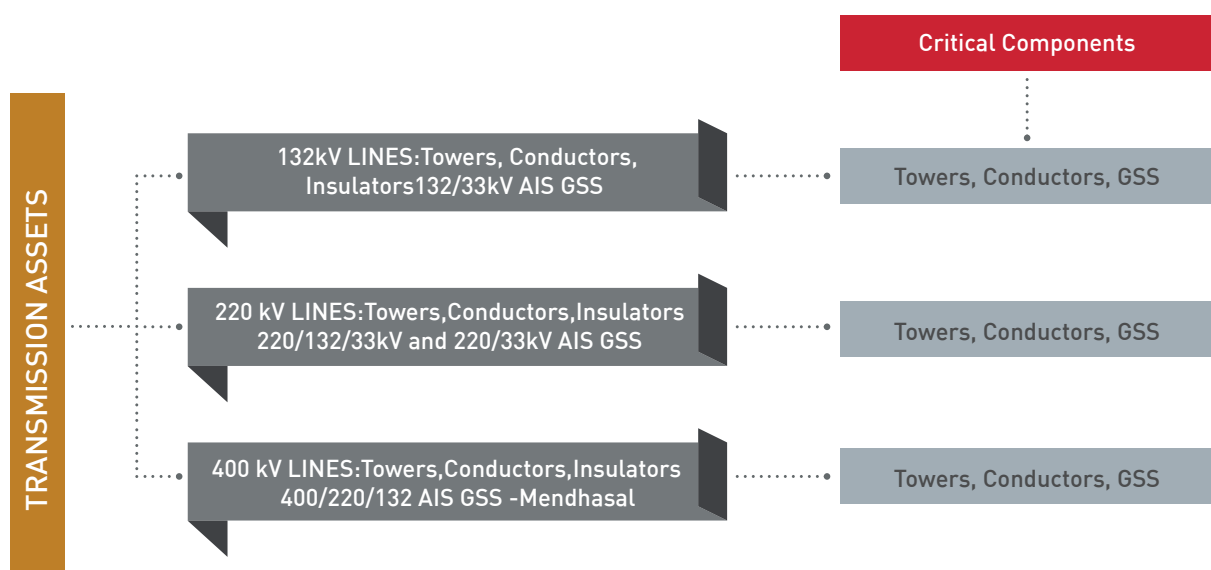 Critical Components
TRANSMISSION ASSETS
132kV LINES:Towers, Conductors,
Insulators132/33kV AIS GSS
Towers, Conductors, GSS
220 kV LINES:Towers,Conductors,Insulators
220/132/33kV and 220/33kV AIS GSS
Towers, Conductors, GSS
400 kV LINES:Towers,Conductors,Insulators
400/220/132 AIS GSS -Mendhasal
Towers, Conductors, GSS